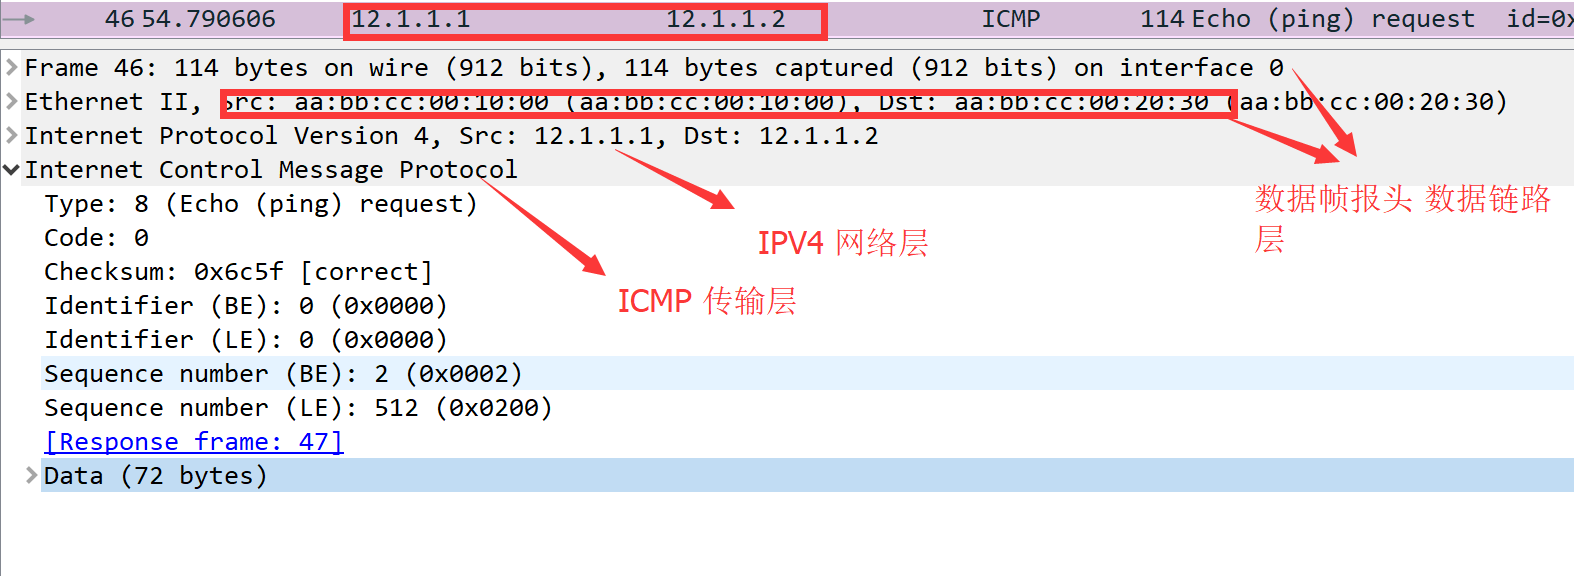 46 54.790606 12.1.1.1 12.1.1.2 ICMP 114 Echo (ping) request id=0x
Frame 46: 114 bytes on wire (912 bits), 114 bytes captured (912 bits) on interface 0
Ethernet II, Src: aa:bb:cc:00:10:00 (aa:bb:cc:00:10:00), Dst: aa:bb:cc:00:20:30 (aa:bb:cc:00:20:30)
Internet Protocol Version 4, Src: 12.1.1.1, Dst: 12.1.1.2
Internet Control Message Protocol
Type: 8 (Echo (ping) request)
Code: 0
Checksum: 0x6c5f [correct]
Identifier (BE): 0 (0x0000)
Identifier (LE): 0 (0x0000)
Sequence number (BE): 2 (0x0002)
Sequence number (LE): 512 (0x0200)
[Response frame: 47]
Data (72 bytes)
数据帧报头 数据链路
层
IPV4 网络层
ICMP 传输层